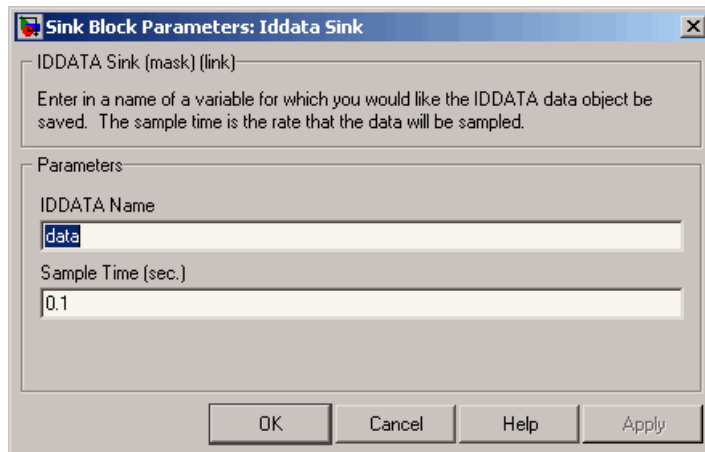 Sink Block Parameters: Iddata Sink
IDDATA Sink (mask) (link)
Enter in a name of a variable for which you would like the IDDATA data object be
saved. The sample time is the rate that the data will be sampled.
Parameters
IDDATA Name
data
Sample Time (sec.)
0.1
OK Cancel Help Apply